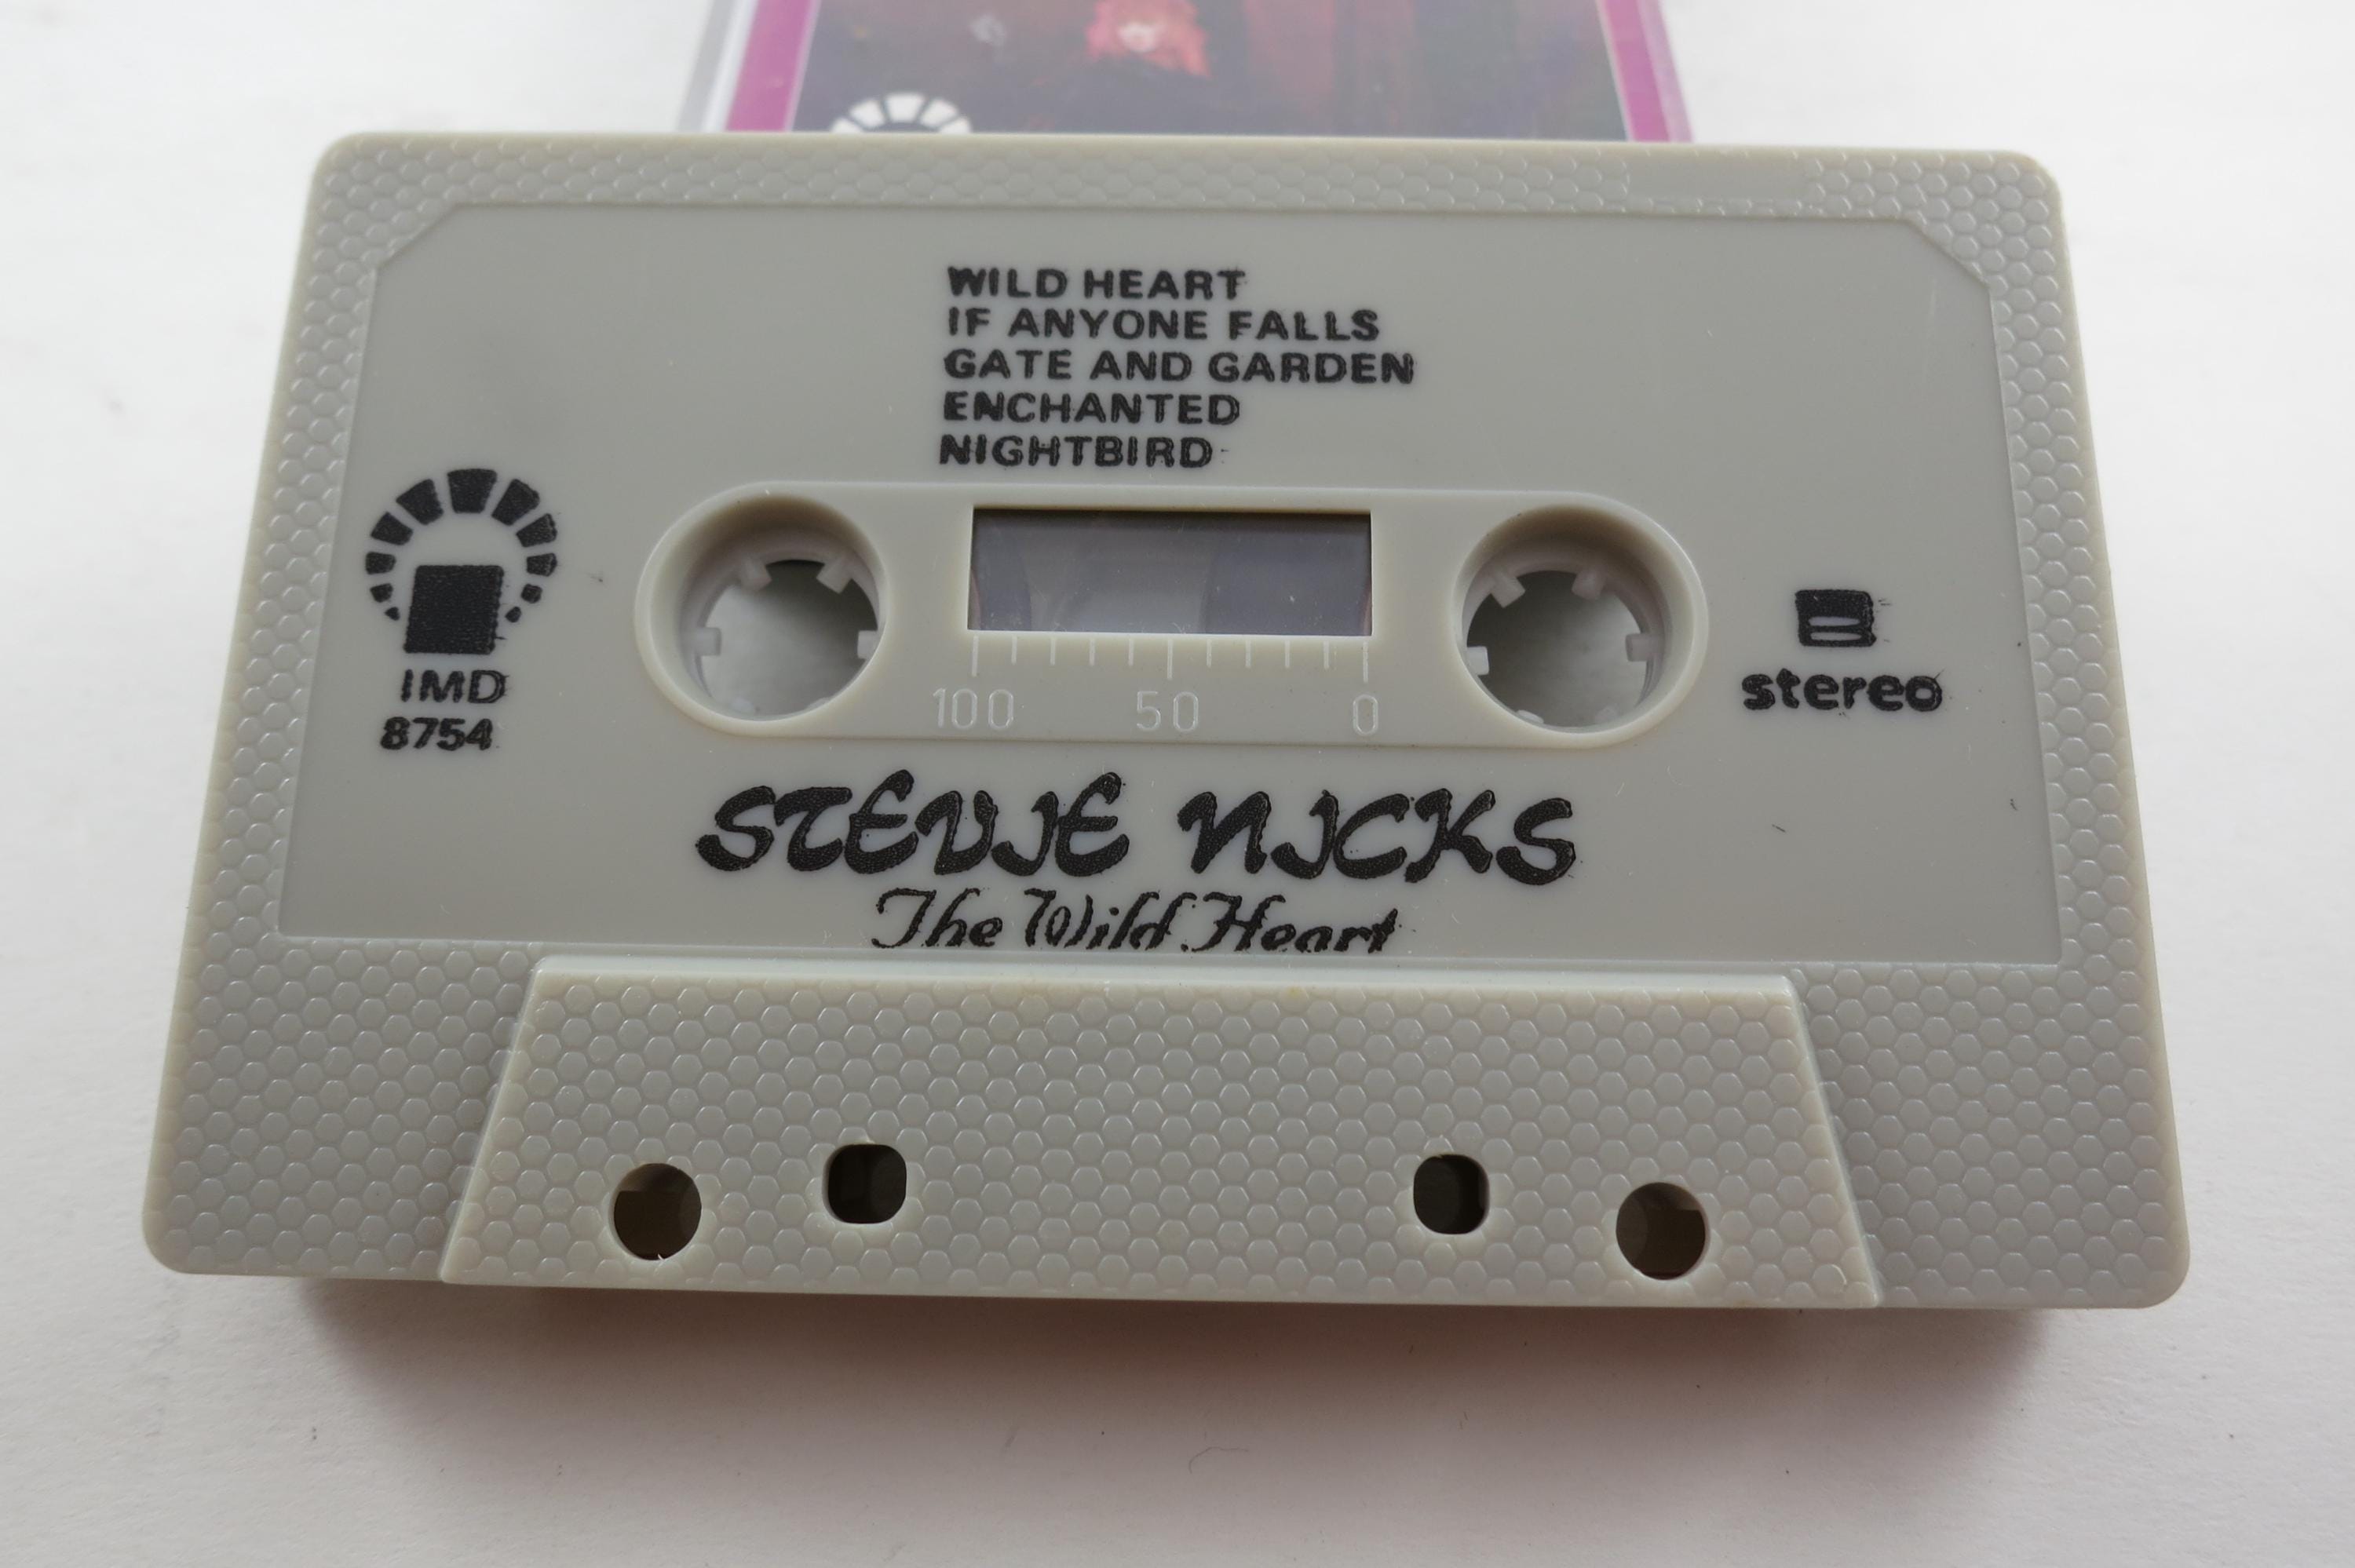 WILD HEART
IF ANYONE FALLS
GATE AND GARDEN
ENCHANTED
NIGHTBIRD
IMD
8754
100 50 0
stereo
STEVIE NICKS
The Wild Heart